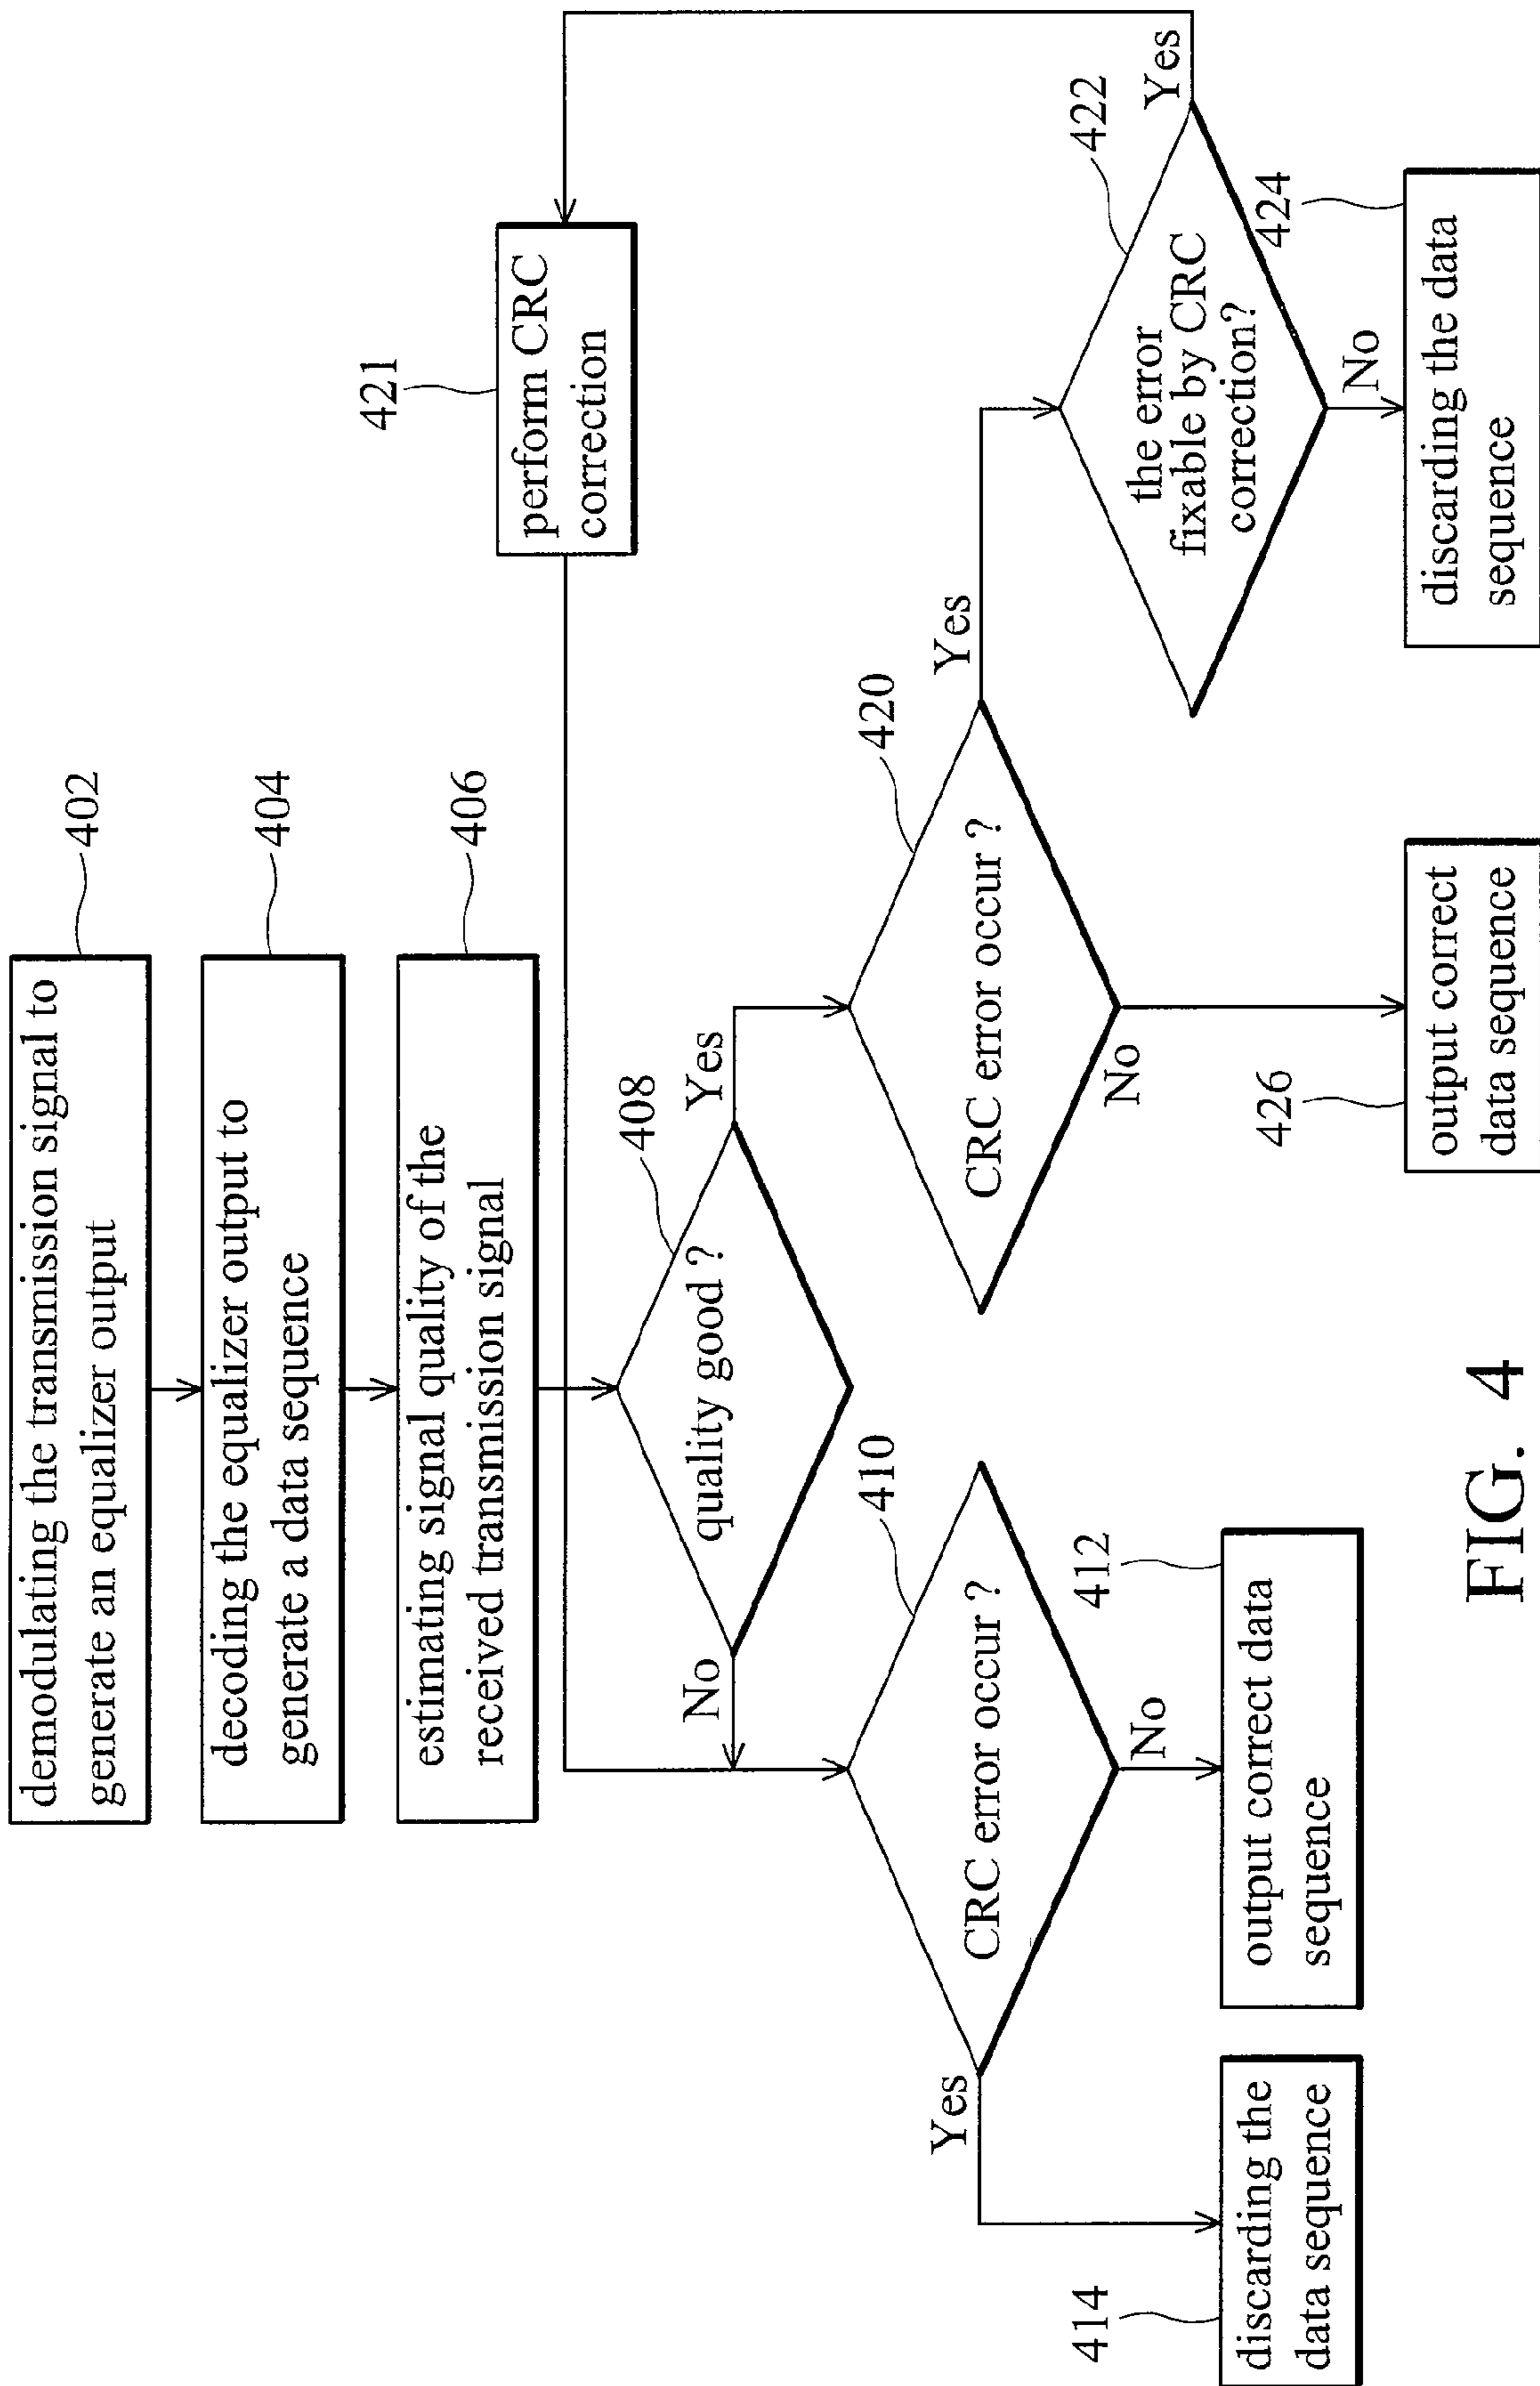 402
demodulating the transmission signal to
generate an equalizer output
404
decoding the equalizer output to
generate a data sequence
406
estimating signal quality of the
received transmission signal
421
perform CRC
correction
408
quality good ?
No
Yes
410
CRC error occur ?
Yes
No
420
CRC error occur ?
Yes
No
422
the error
fixable by CRC
correction?
Yes
No
414
discarding the
data sequence
412
output correct data
sequence
426
output correct
data sequence
424
discarding the data
sequence
FIG. 4